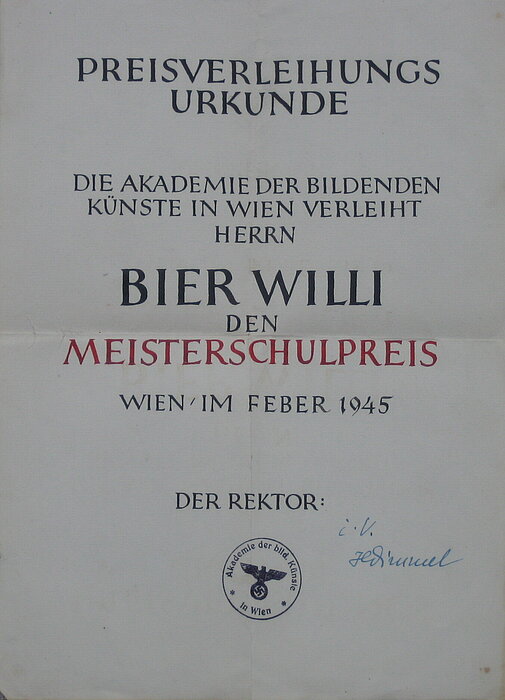 PREISVERLEIHUNGS
URKUNDE
DIE AKADEMIE DER BILDENDEN
KÜNSTE IN WIEN VERLEIHT
HERRN
BIER WILLI
DEN
MEISTERSCHULPREIS
WIEN / IM FEBER 1945
DER REKTOR:
i. V.
Akademie der bild. Künste
in Wien